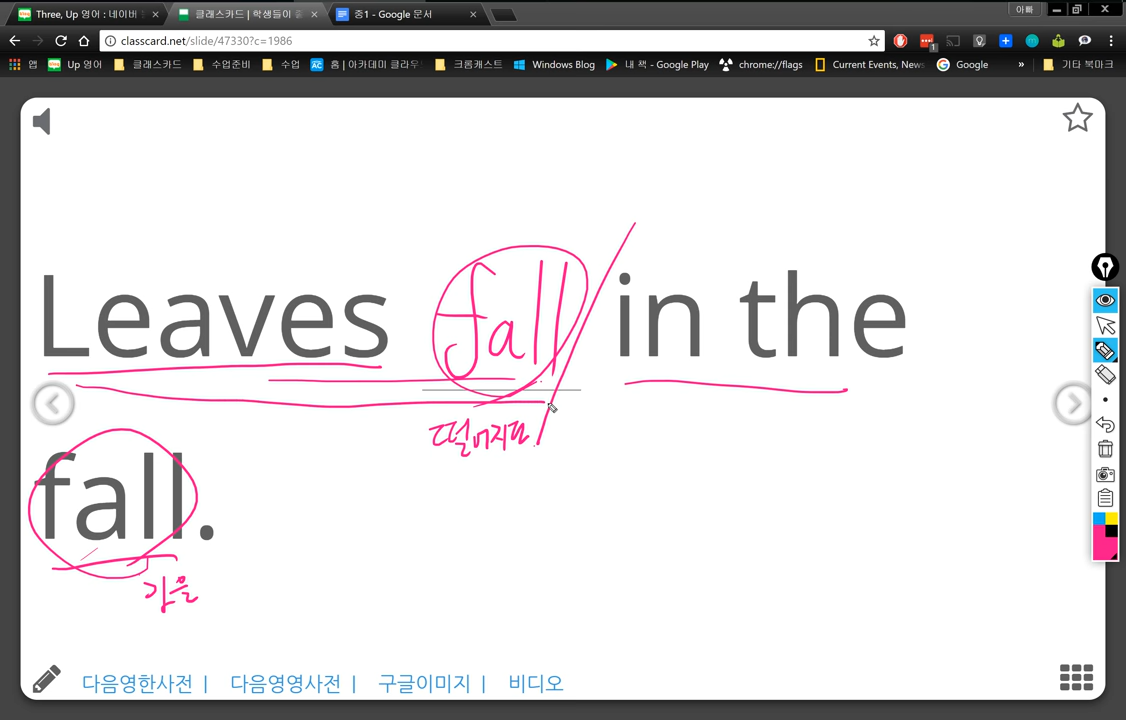 Three, Up 영어 : 네이버 클래스카드 | 학생들이 중1 - Google 문서 아빠
classcard.net/slide/47330?c=1986 1
앱 Up 영어 클래스카드 수업준비 수업 홈 | 아카데미 클라우 크롬캐스트 Windows Blog 내 책 - Google Play chrome://flags Current Events, News Google » 기타 북마크
Leaves fall in the
떨어지다.
fall.
가을
다음영한사전 | 다음영영사전 | 구글이미지 | 비디오